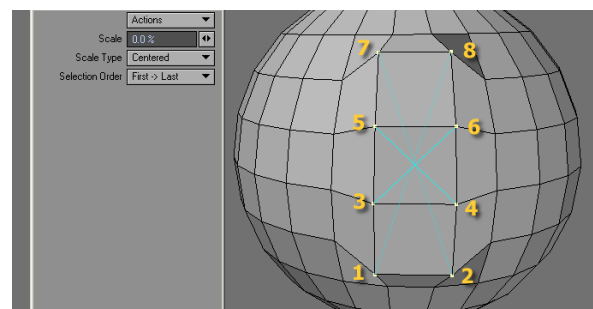 Actions
Scale 0.0 %
Scale Type Centered
Selection Order First -> Last
7 8
5 6
3 4
1 2